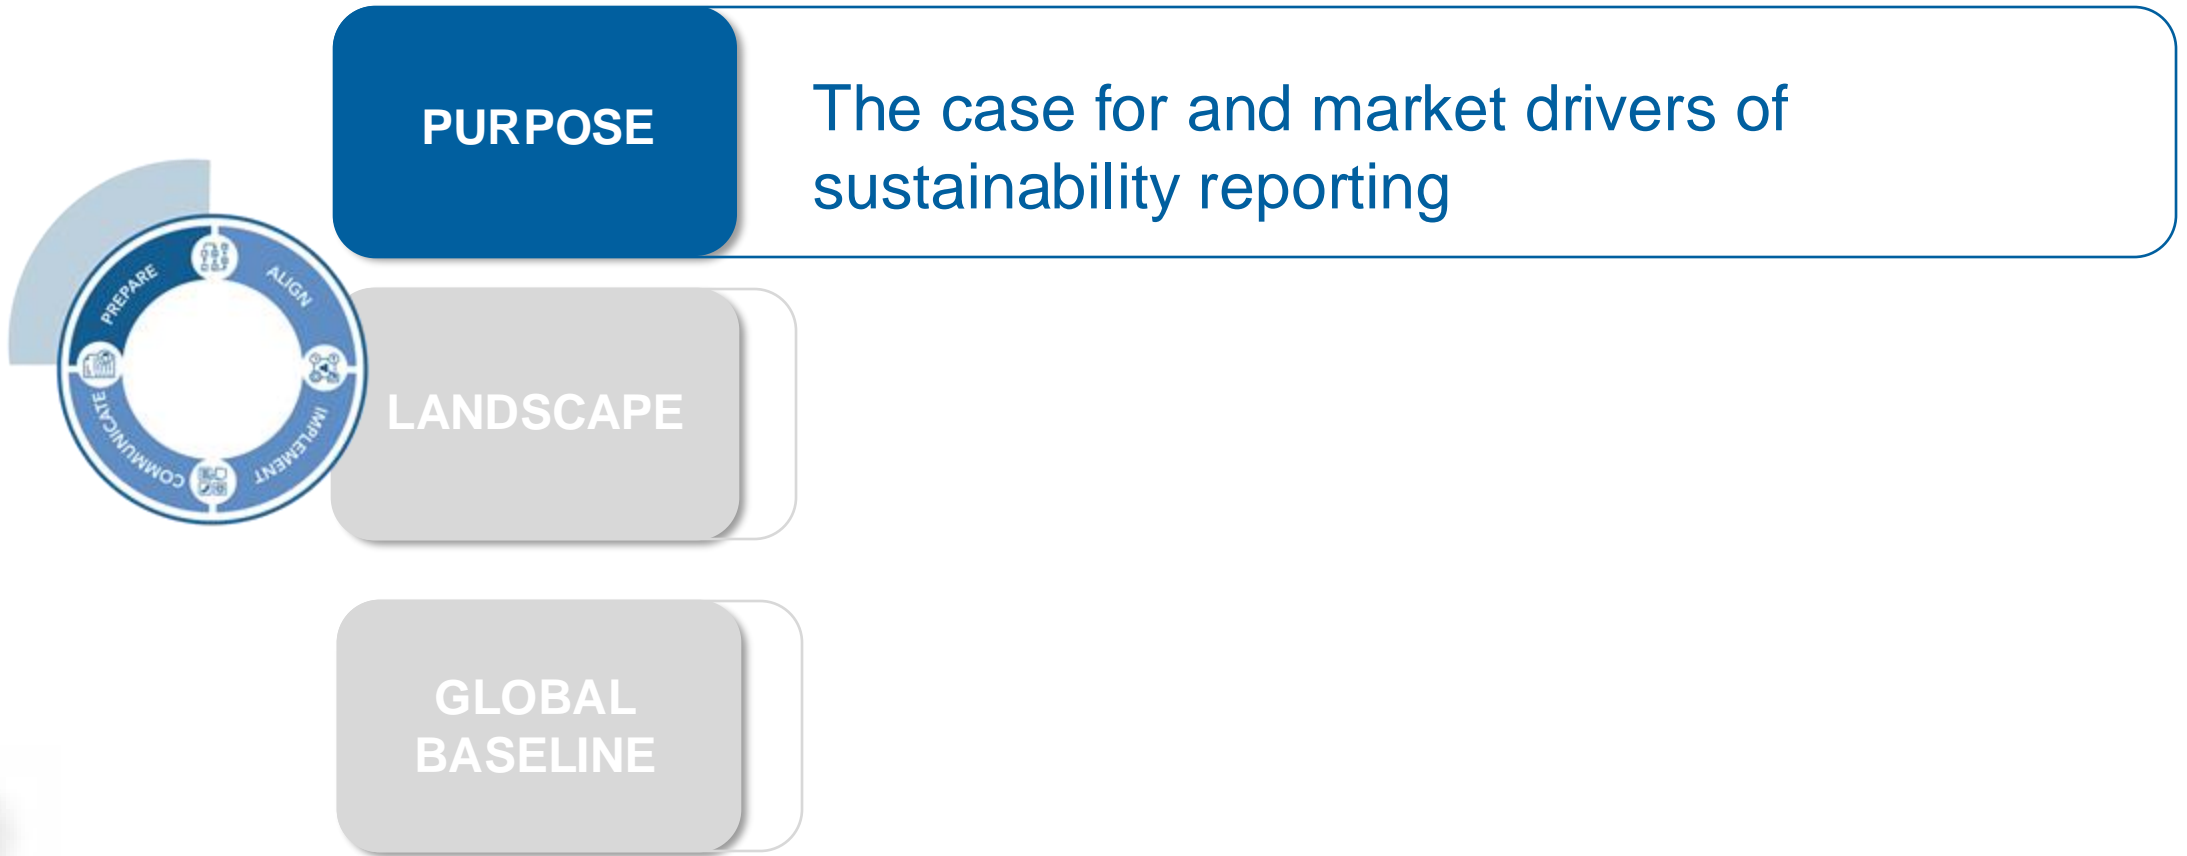 PURPOSE
The case for and market drivers of
sustainability reporting
PREPARE
ALIGN
IMPLEMENT
COMMUNICATE
LANDSCAPE
GLOBAL
BASELINE